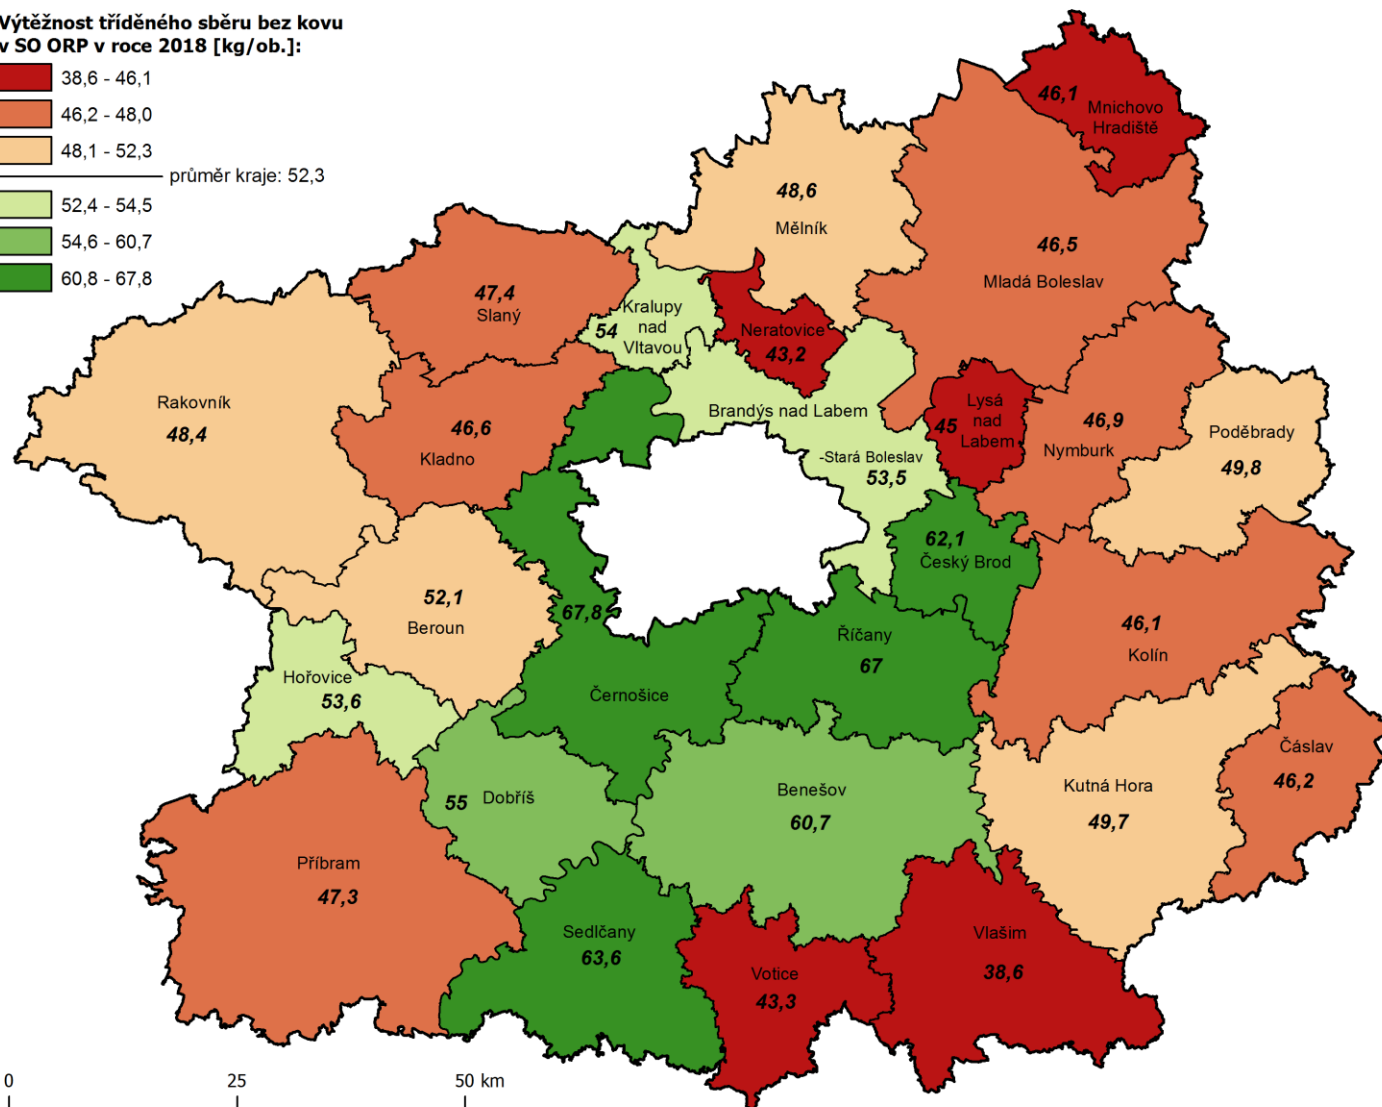 Výtěžnost tříděného sběru bez kovu
v SO ORP v roce 2018 [kg/ob.]:
38,6 - 46,1
46,2 - 48,0
48,1 - 52,3
průměr kraje: 52,3
52,4 - 54,5
54,6 - 60,7
60,8 - 67,8
46,1
Mnichovo
Hradiště
48,6
Mělník
46,5
Mladá Boleslav
47,4
Slaný
Kralupy
nad
Vltavou
54
Neratovice
43,2
Rakovník
48,4
46,6
Kladno
Brandýs nad Labem
-Stará Boleslav
53,5
Lysá
nad
Labem
45
46,9
Nymburk
Poděbrady
49,8
62,1
Český Brod
52,1
Beroun
67,8
Černošice
Říčany
67
46,1
Kolín
Hořovice
53,6
55
Dobříš
Benešov
60,7
Kutná Hora
49,7
Čáslav
46,2
Příbram
47,3
Sedlčany
63,6
Votice
43,3
Vlašim
38,6
0 25 50 km